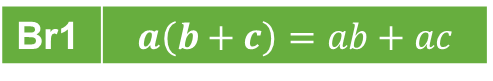 Br1 a(b + c) = ab + ac